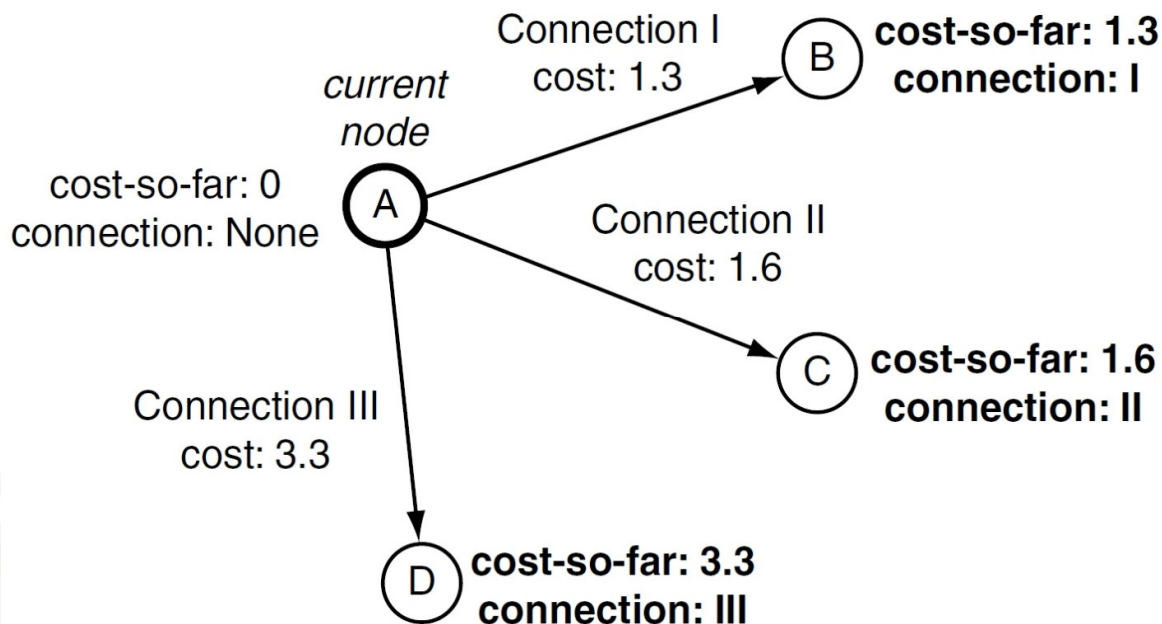 Connection I
cost: 1.3
B
cost-so-far: 1.3
connection: I
current
node
cost-so-far: 0
connection: None
A
Connection II
cost: 1.6
C
cost-so-far: 1.6
connection: II
Connection III
cost: 3.3
D
cost-so-far: 3.3
connection: III